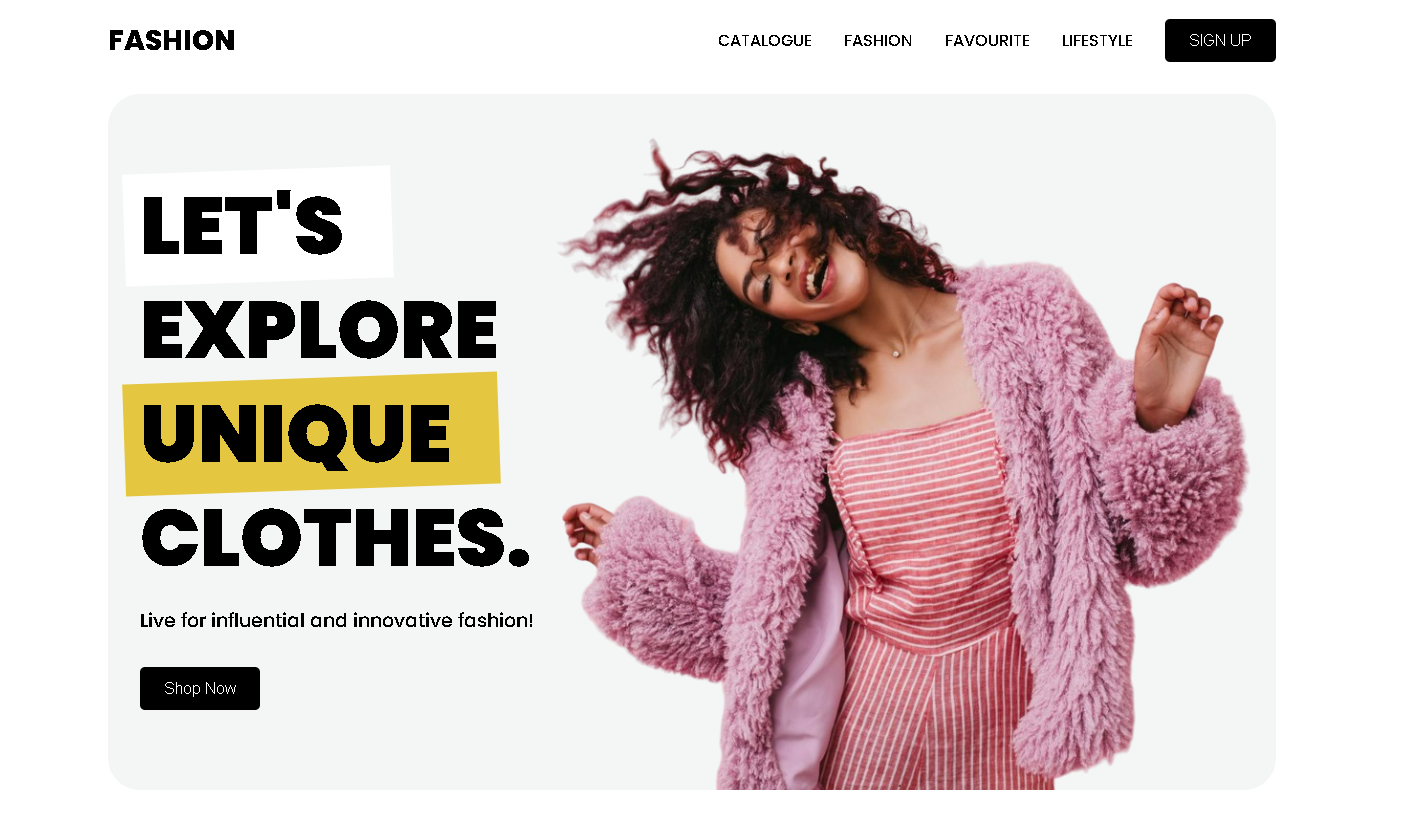 FASHION
CATALOGUE FASHION FAVOURITE LIFESTYLE SIGN UP
LET'S
EXPLORE
UNIQUE
CLOTHES.
Live for influential and innovative fashion!
Shop Now